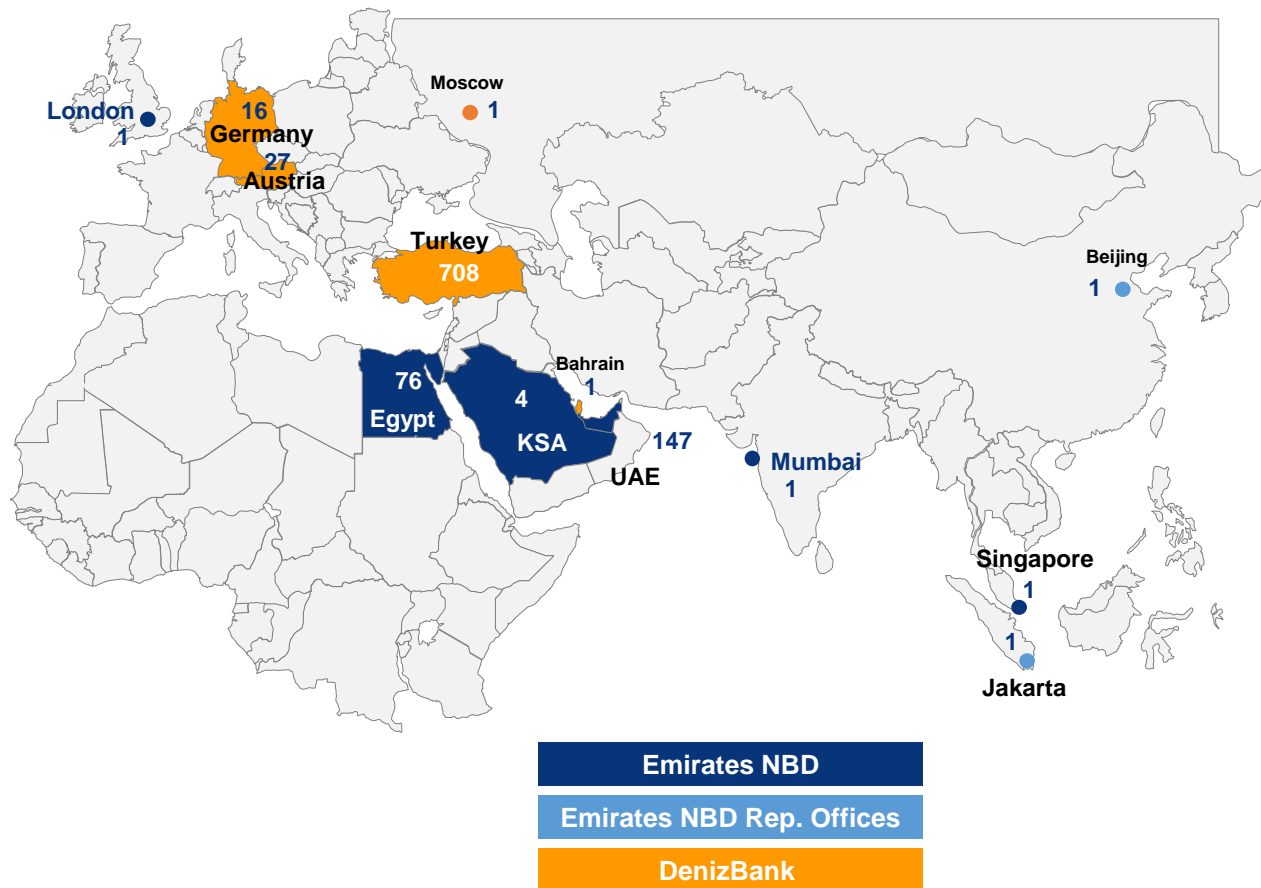 Moscow
1
London
1
16
Germany
27
Austria
Turkey
708
Beijing
1
Bahrain
1
76
Egypt
4
KSA
147
UAE
Mumbai
1
Singapore
1
1
Jakarta
Emirates NBD
Emirates NBD Rep. Offices
DenizBank